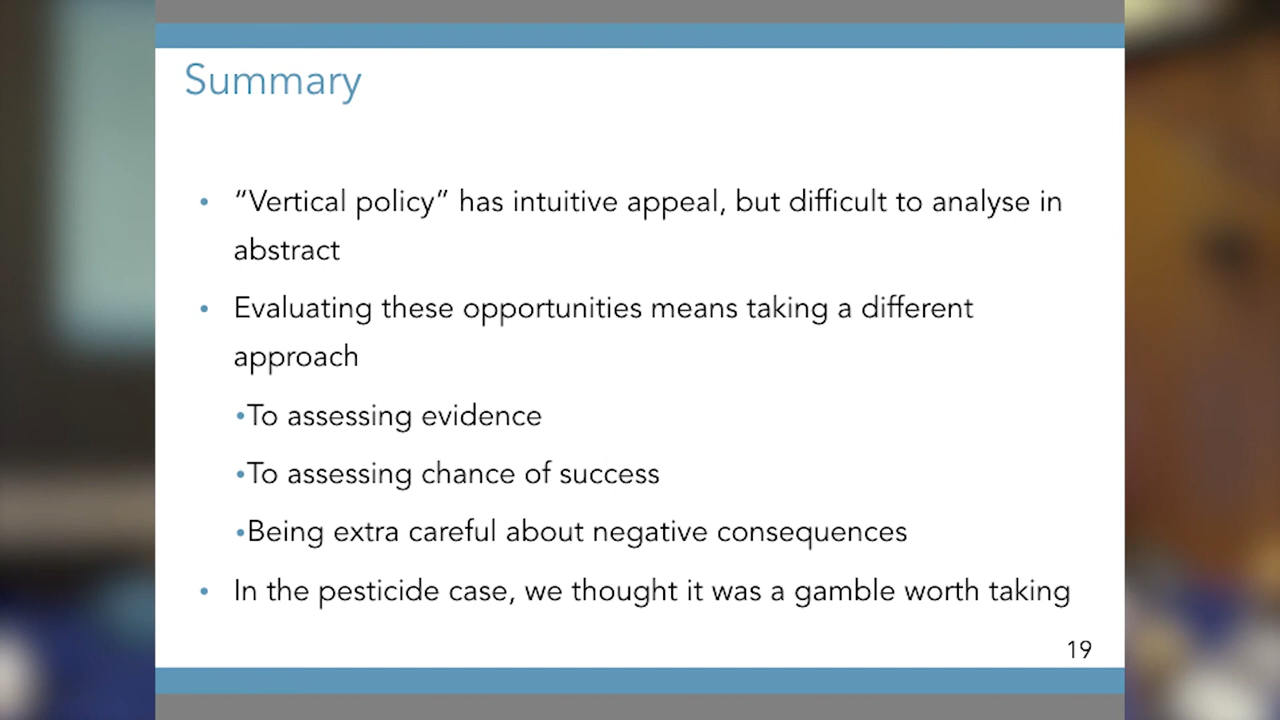 Summary
• “Vertical policy” has intuitive appeal, but difficult to analyse in
abstract
• Evaluating these opportunities means taking a different
approach
•To assessing evidence
•To assessing chance of success
•Being extra careful about negative consequences
• In the pesticide case, we thought it was a gamble worth taking
19